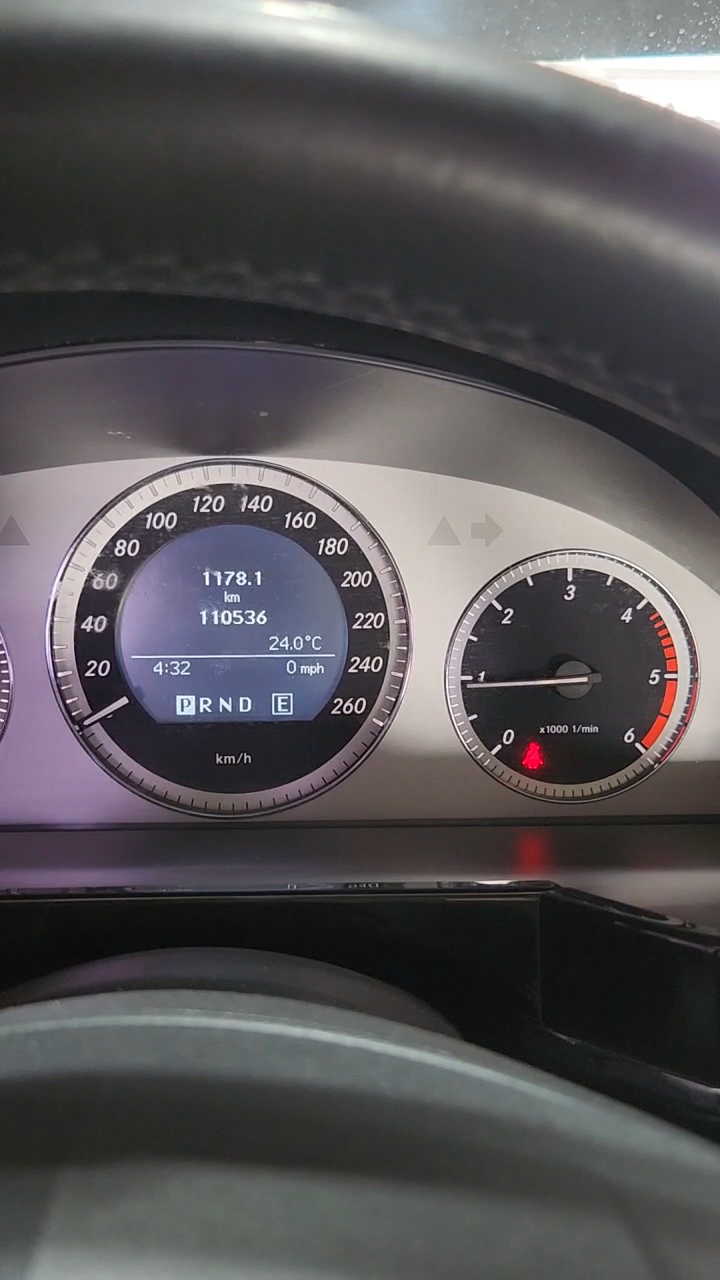 1178.1
km
110536
24.0°C
4:32 0 mph
P R N D E
20 40 60 80 100 120 140 160 180 200 220 240 260
km/h
0 1 2 3 4 5 6
x1000 1/min